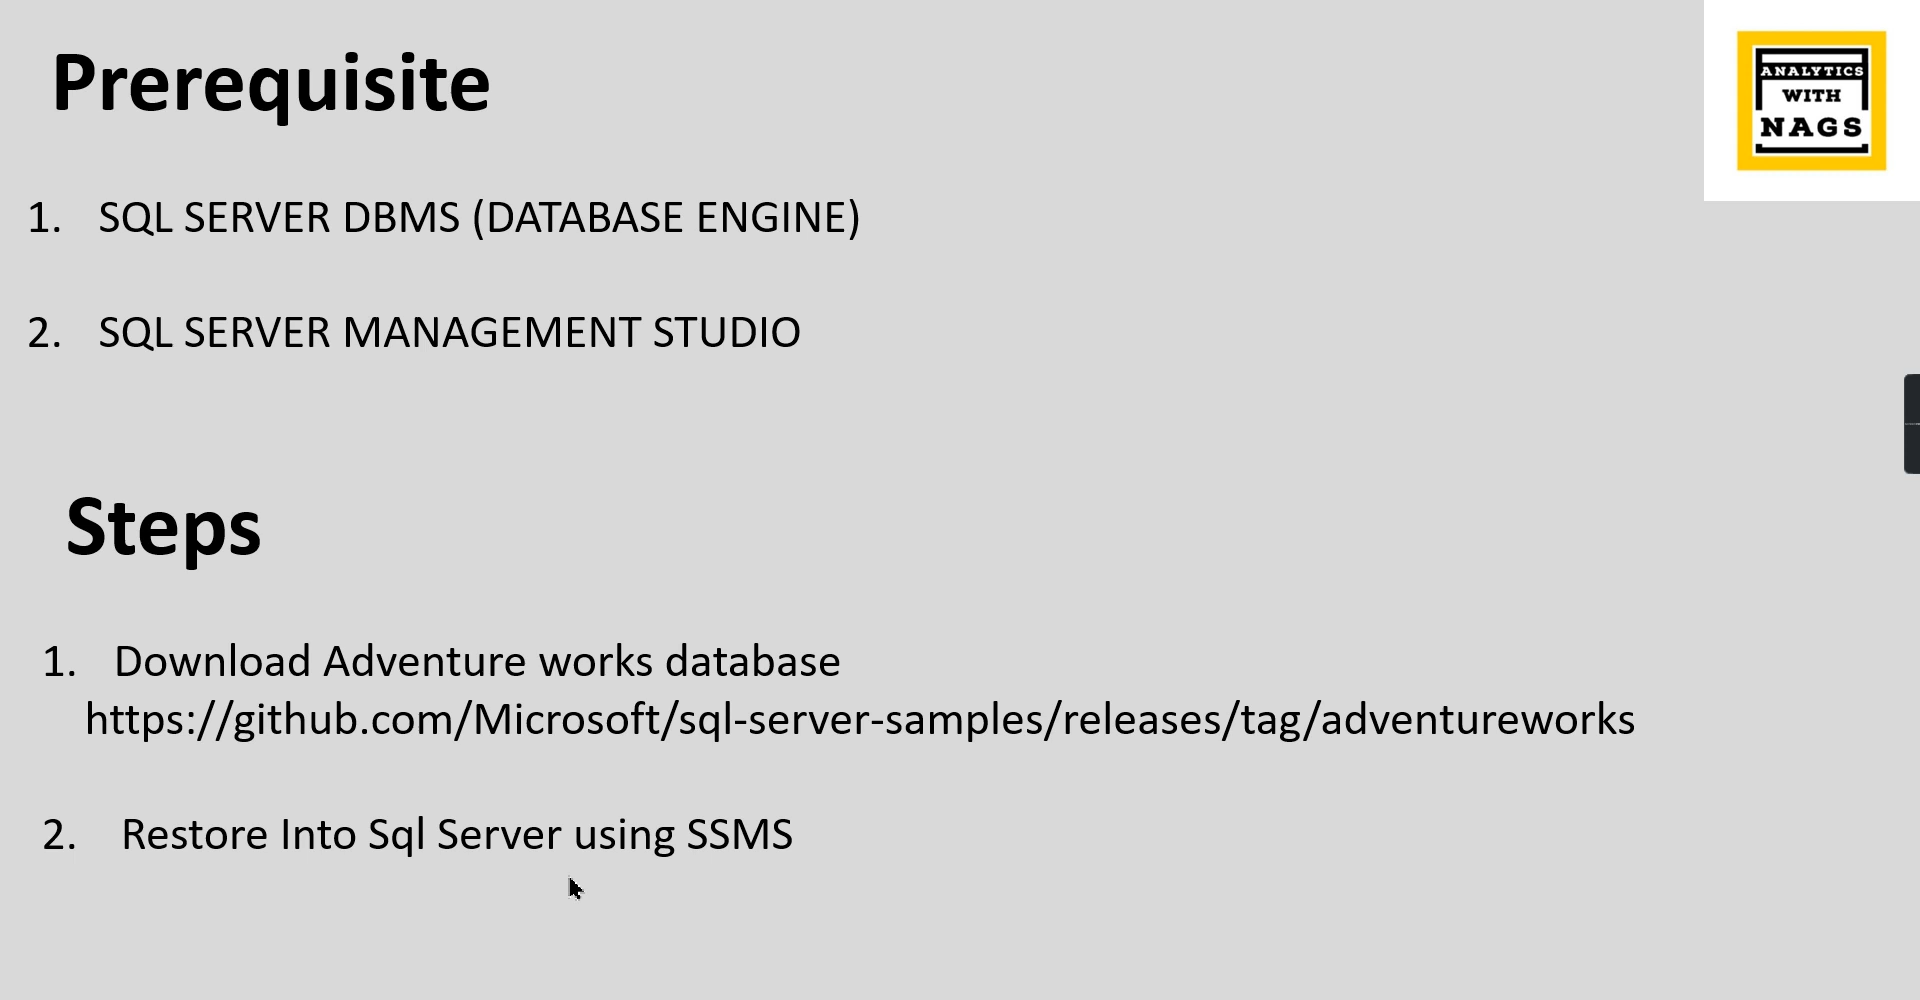 Prerequisite
ANALYTICS
WITH
NAGS
1. SQL SERVER DBMS (DATABASE ENGINE)
2. SQL SERVER MANAGEMENT STUDIO
Steps
1. Download Adventure works database
https://github.com/Microsoft/sql-server-samples/releases/tag/adventureworks
2. Restore Into Sql Server using SSMS